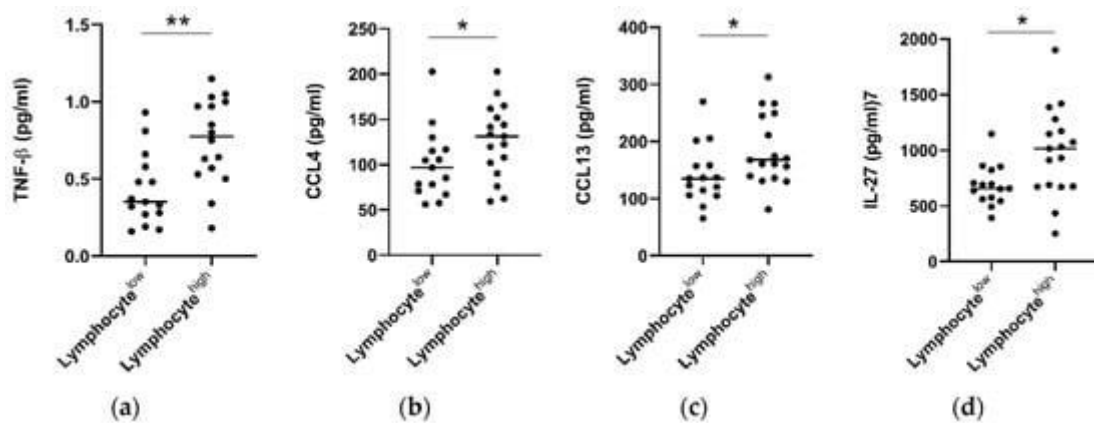 TNF-β (pg/ml)
1.5
1.0
0.5
0.0
**
Lymphocyte low
Lymphocyte high
(a)
CCL4 (pg/ml)
250
200
150
100
50
0
*
Lymphocyte low
Lymphocyte high
(b)
CCL13 (pg/ml)
400
300
200
100
0
*
Lymphocyte low
Lymphocyte high
(c)
IL-27 (pg/ml)7
2000
1500
1000
500
0
*
Lymphocyte low
Lymphocyte high
(d)